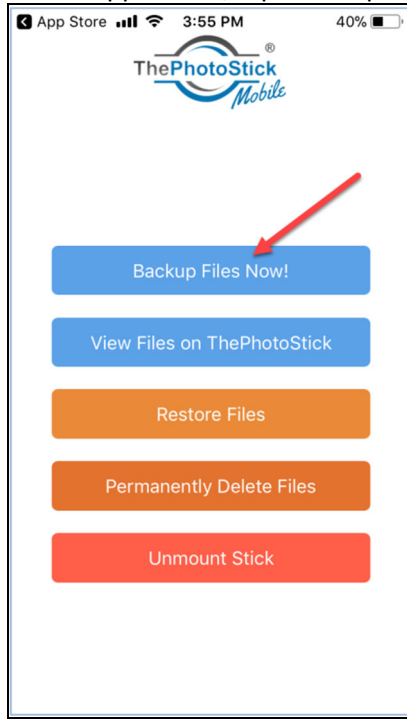 App Store 3:55 PM 40%
ThePhotoStick®
Mobile
Backup Files Now!
View Files on ThePhotoStick
Restore Files
Permanently Delete Files
Unmount Stick